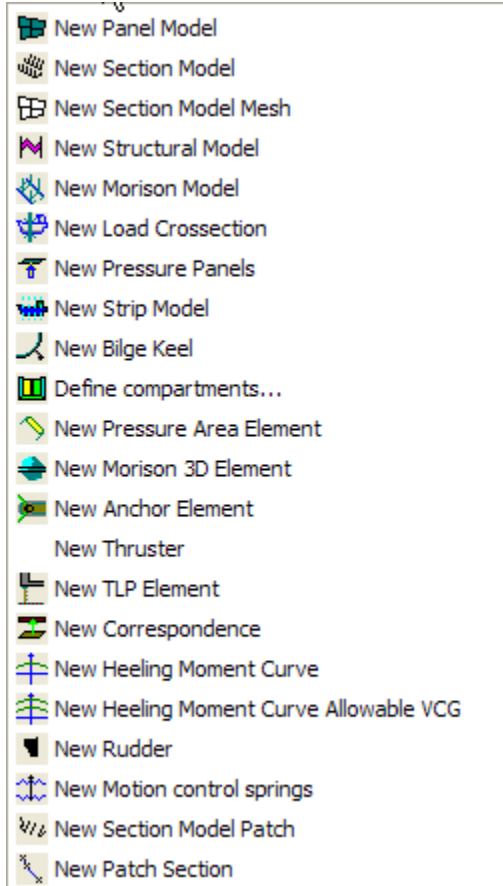 New Panel Model
New Section Model
New Section Model Mesh
New Structural Model
New Morison Model
New Load Crossection
New Pressure Panels
New Strip Model
New Bilge Keel
Define compartments...
New Pressure Area Element
New Morison 3D Element
New Anchor Element
New Thruster
New TLP Element
New Correspondence
New Heeling Moment Curve
New Heeling Moment Curve Allowable VCG
New Rudder
New Motion control springs
New Section Model Patch
New Patch Section